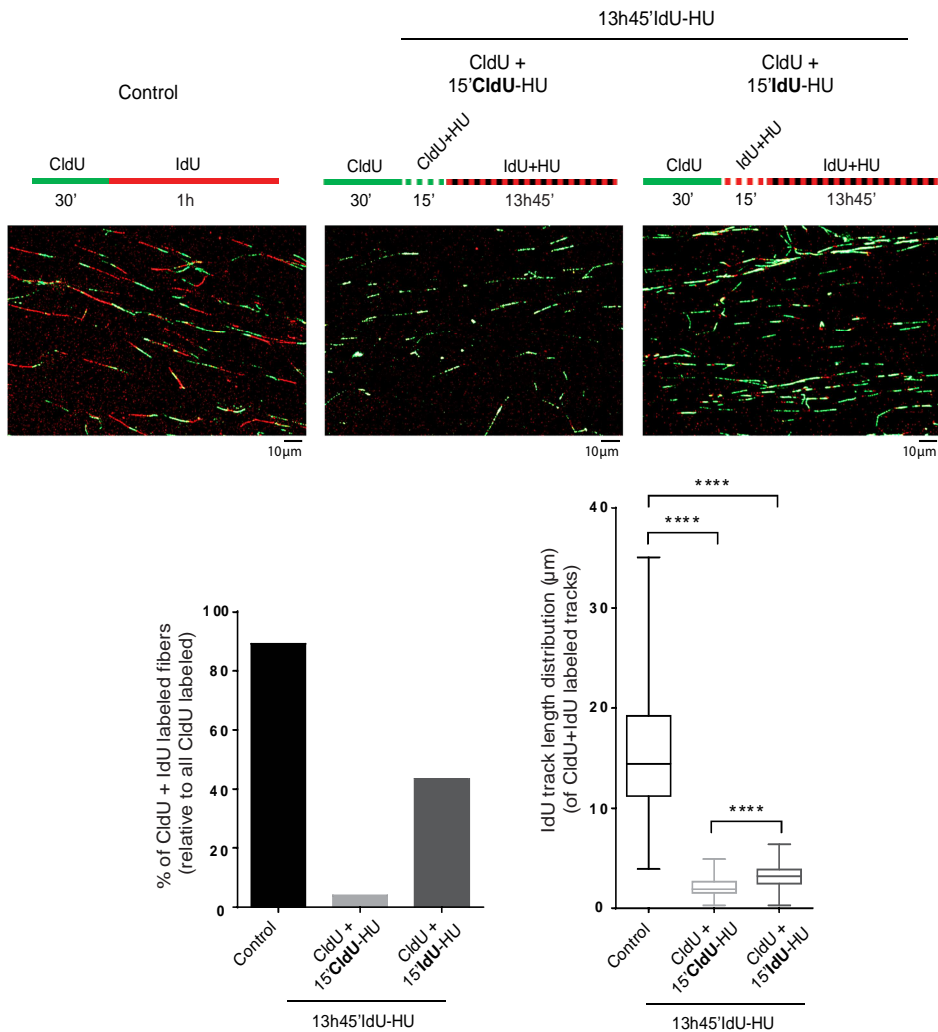 13h45'IdU-HU
Control
CldU +
15'CldU-HU
CldU +
15'IdU-HU
CldU
IdU
30'
1h
CldU
CldU+HU
IdU+HU
30'
15'
13h45'
CldU
IdU+HU
IdU+HU
30'
15'
13h45'
10µm
10µm
10µm
% of CldU + IdU labeled fibers
(relative to all CldU labeled)
100
80
60
40
20
0
Control
CldU +
15'CldU-HU
CldU +
15'IdU-HU
13h45'IdU-HU
IdU track length distribution (µm)
(of CldU+IdU labeled tracks)
40
30
20
10
0
****
****
****
Control
CldU +
15'CldU-HU
CldU +
15'IdU-HU
13h45'IdU-HU